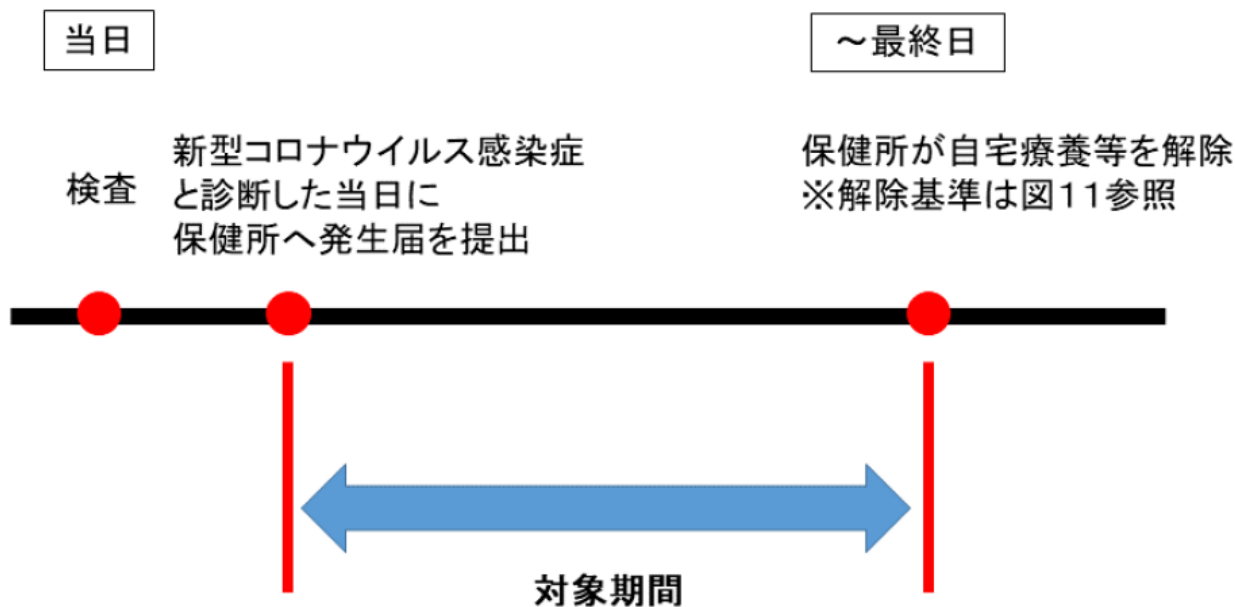 当日
～最終日
検査
新型コロナウイルス感染症
と診断した当日に
保健所へ発生届を提出
保健所が自宅療養等を解除
※解除基準は図１１参照
対象期間